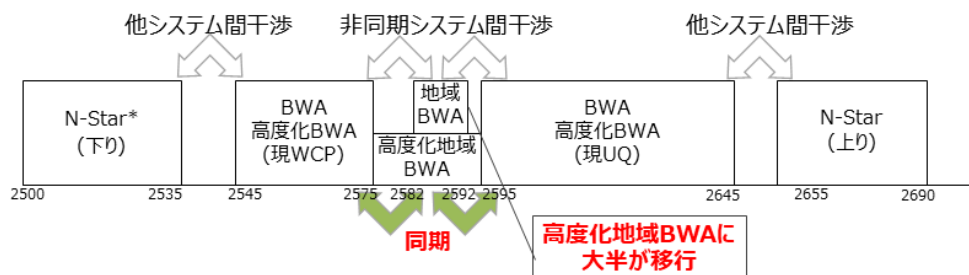 他システム間干渉
非同期システム間干渉
他システム間干渉
N-Star*
(下り)
BWA
高度化BWA
(現WCP)
地域
BWA
高度化地域
BWA
BWA
高度化BWA
(現UQ)
N-Star
(上り)
2500
2535
2545
2575
2582
2592
2595
2645
2655
2690
同期
高度化地域BWAに
大半が移行